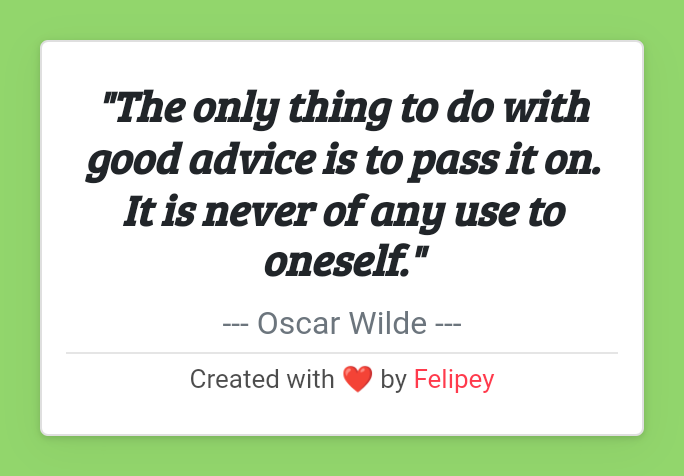 "The only thing to do with
good advice is to pass it on.
It is never of any use to
oneself."
--- Oscar Wilde ---
Created with ❤️ by Felipey